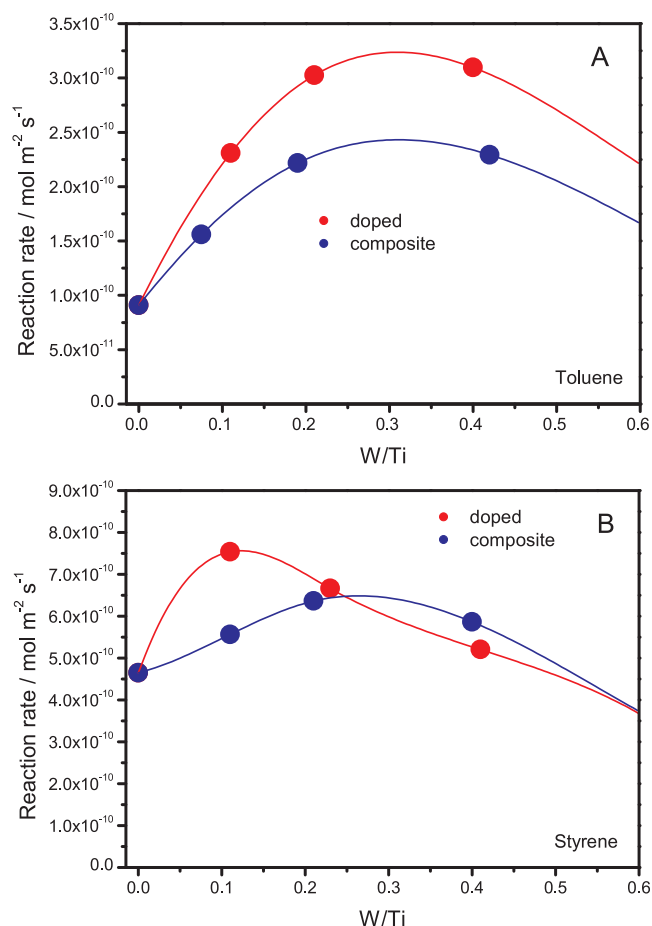 3.5x10⁻¹⁰
A
3.0x10⁻¹⁰
2.5x10⁻¹⁰
2.0x10⁻¹⁰
1.5x10⁻¹⁰
1.0x10⁻¹⁰
5.0x10⁻¹¹
0.0
Reaction rate / mol m⁻² s⁻¹
doped
composite
Toluene
0.0 0.1 0.2 0.3 0.4 0.5 0.6
W/Ti
9.0x10⁻¹⁰
8.0x10⁻¹⁰
7.0x10⁻¹⁰
6.0x10⁻¹⁰
5.0x10⁻¹⁰
4.0x10⁻¹⁰
3.0x10⁻¹⁰
2.0x10⁻¹⁰
1.0x10⁻¹⁰
0.0
Reaction rate / mol m⁻² s⁻¹
doped
composite
B
Styrene
0.0 0.1 0.2 0.3 0.4 0.5 0.6
W/Ti